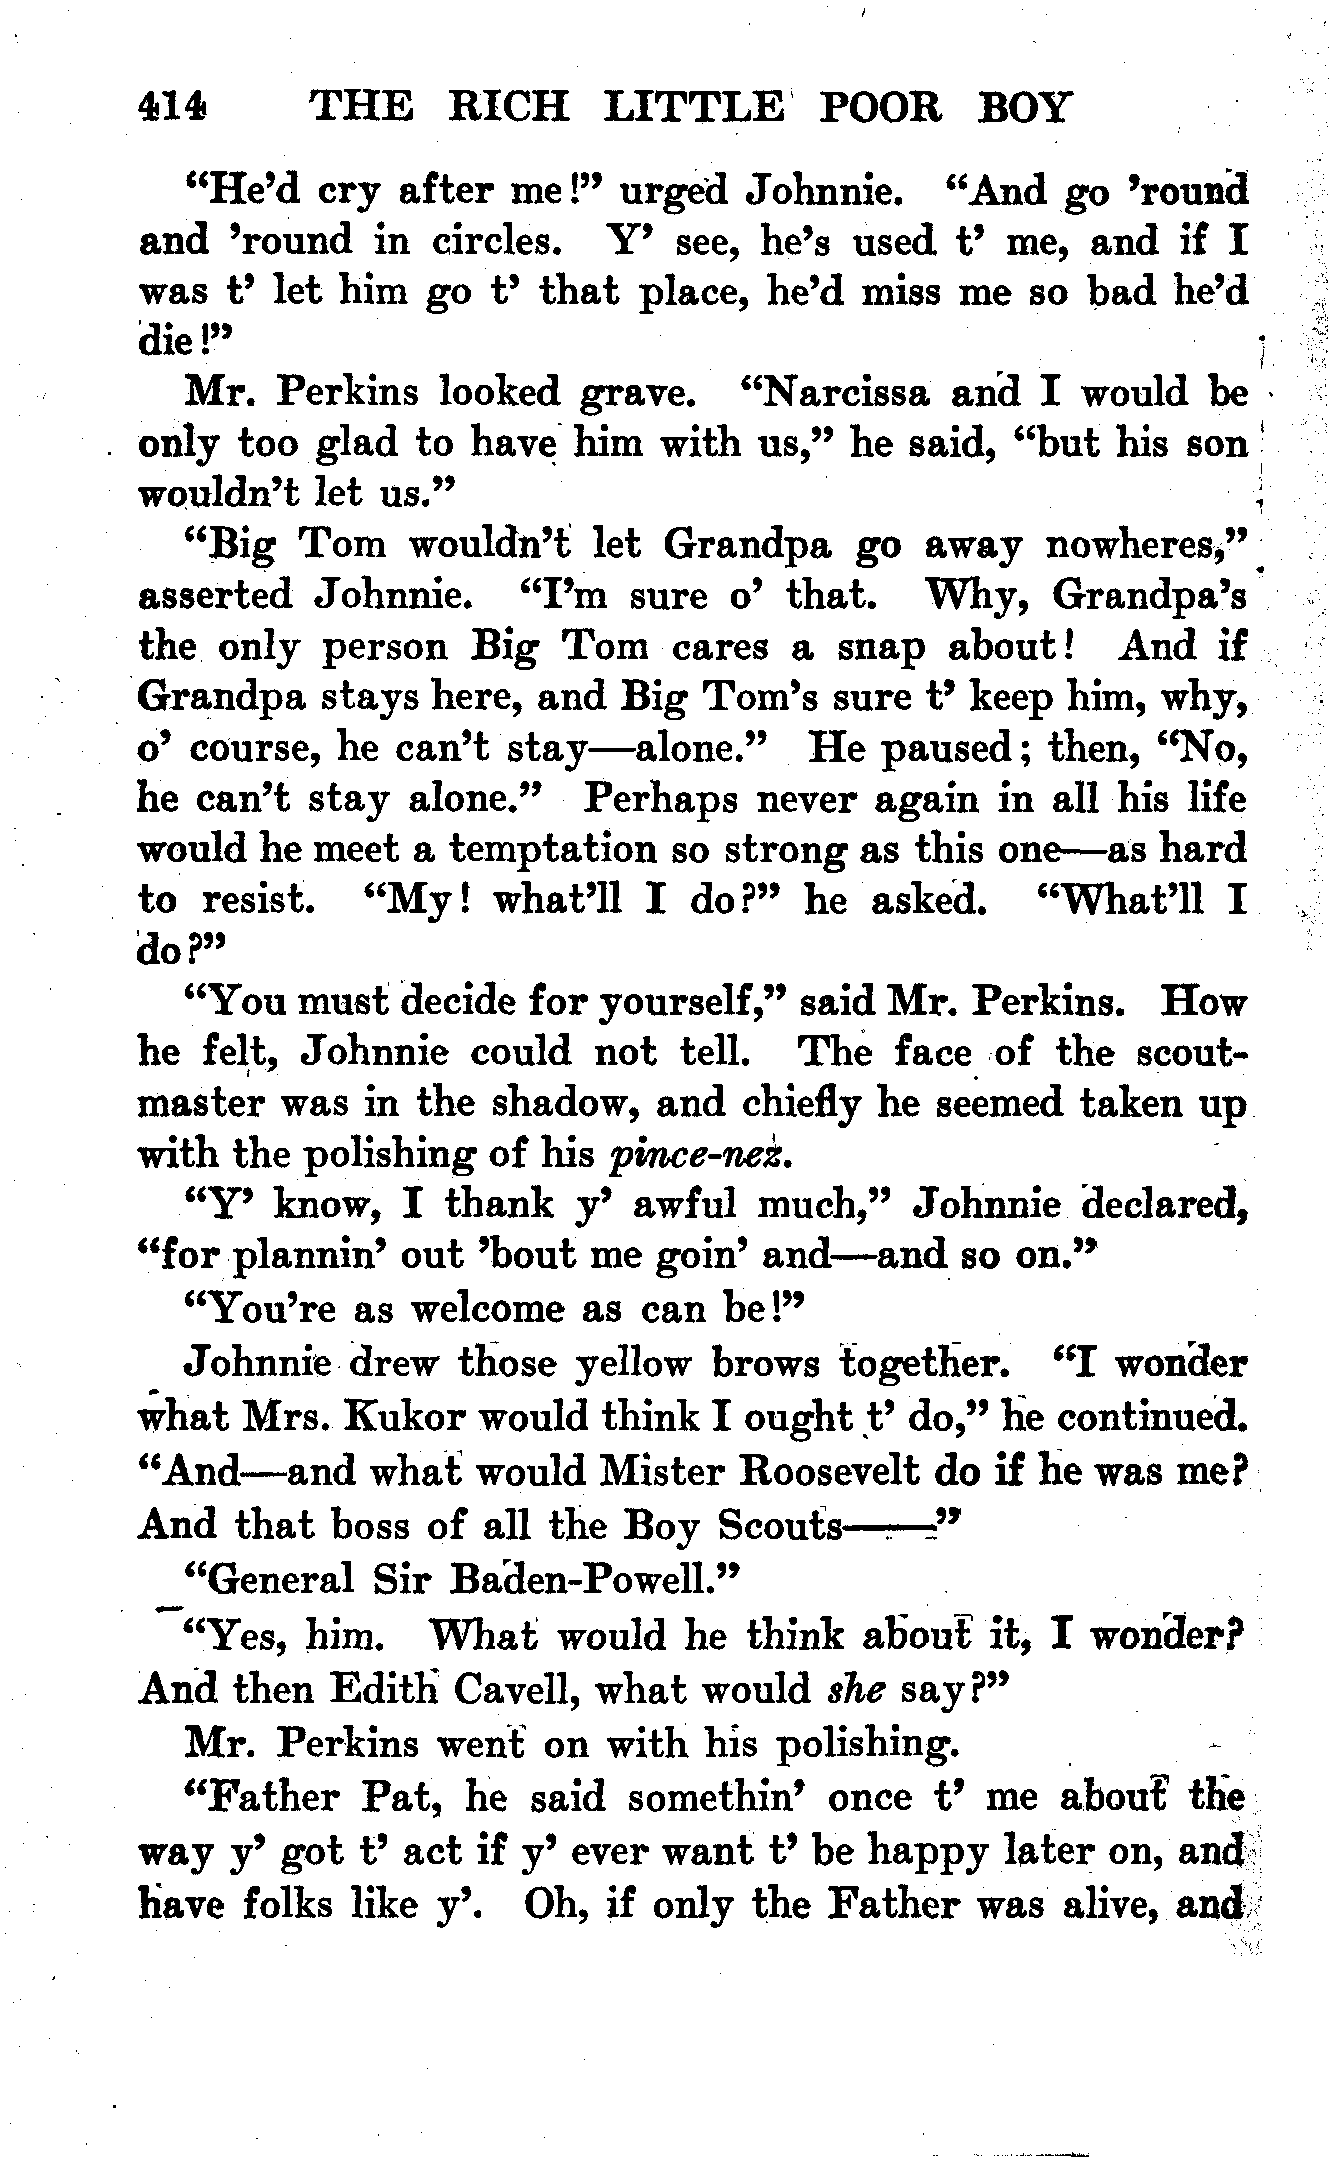 414 THE RICH LITTLE POOR BOY
“He’d cry after me!” urged Johnnie. “And go ’round
and ’round in circles. Y’ see, he’s used t’ me, and if I
was t’ let him go t’ that place, he’d miss me so bad he’d
die!”
Mr. Perkins looked grave. “Narcissa and I would be
only too glad to have him with us,” he said, “but his son
wouldn’t let us.”
“Big Tom wouldn’t let Grandpa go away nowheres,”
asserted Johnnie. “I’m sure o’ that. Why, Grandpa’s
the only person Big Tom cares a snap about! And if
Grandpa stays here, and Big Tom’s sure t’ keep him, why,
o’ course, he can’t stay—alone.” He paused; then, “No,
he can’t stay alone.” Perhaps never again in all his life
would he meet a temptation so strong as this one—as hard
to resist. “My! what’ll I do?” he asked. “What’ll I
do?”
“You must decide for yourself,” said Mr. Perkins. How
he felt, Johnnie could not tell. The face of the scout-
master was in the shadow, and chiefly he seemed taken up
with the polishing of his pince-nez.
“Y’ know, I thank y’ awful much,” Johnnie declared,
“for plannin’ out ’bout me goin’ and—and so on.”
“You’re as welcome as can be!”
Johnnie drew those yellow brows together. “I wonder
what Mrs. Kukor would think I ought t’ do,” he continued.
“And—and what would Mister Roosevelt do if he was me?
And that boss of all the Boy Scouts——”
“General Sir Baden-Powell.”
“Yes, him. What would he think about it, I wonder?
And then Edith Cavell, what would she say?”
Mr. Perkins went on with his polishing.
“Father Pat, he said somethin’ once t’ me about the
way y’ got t’ act if y’ ever want t’ be happy later on, and
have folks like y’. Oh, if only the Father was alive, and